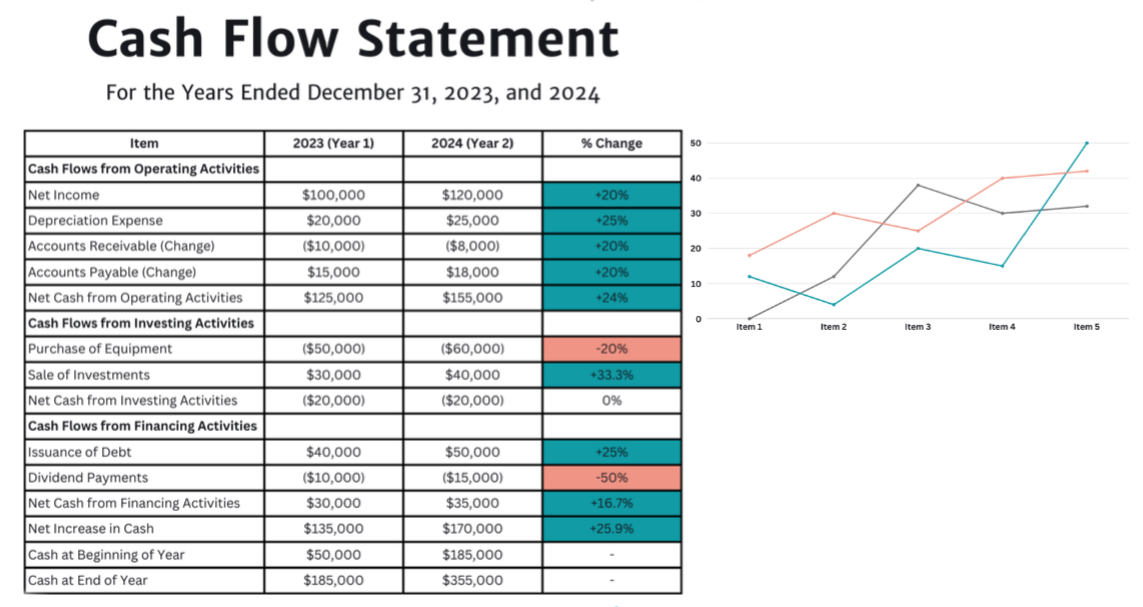 Cash Flow Statement
For the Years Ended December 31, 2023, and 2024
Item 2023 (Year 1) 2024 (Year 2) % Change
Cash Flows from Operating Activities
Net Income $100,000 $120,000 +20%
Depreciation Expense $20,000 $25,000 +25%
Accounts Receivable (Change) ($10,000) ($8,000) +20%
Accounts Payable (Change) $15,000 $18,000 +20%
Net Cash from Operating Activities $125,000 $155,000 +24%
Cash Flows from Investing Activities
Purchase of Equipment ($50,000) ($60,000) -20%
Sale of Investments $30,000 $40,000 +33.3%
Net Cash from Investing Activities ($20,000) ($20,000) 0%
Cash Flows from Financing Activities
Issuance of Debt $40,000 $50,000 +25%
Dividend Payments ($10,000) ($15,000) -50%
Net Cash from Financing Activities $30,000 $35,000 +16.7%
Net Increase in Cash $135,000 $170,000 +25.9%
Cash at Beginning of Year $50,000 $185,000 -
Cash at End of Year $185,000 $355,000 -
50
40
30
20
10
0
Item 1 Item 2 Item 3 Item 4 Item 5